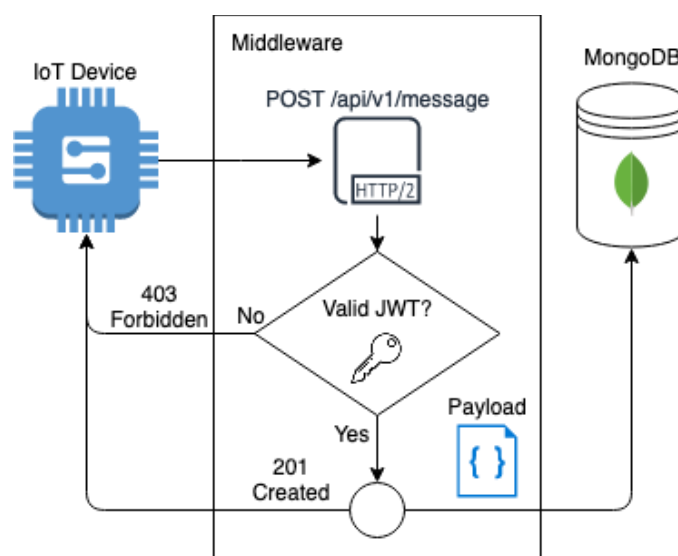 Middleware
MongoDB
IoT Device
POST /api/v1/message
HTTP/2
403
Forbidden
No
Valid JWT?
Payload
{ }
Yes
201
Created